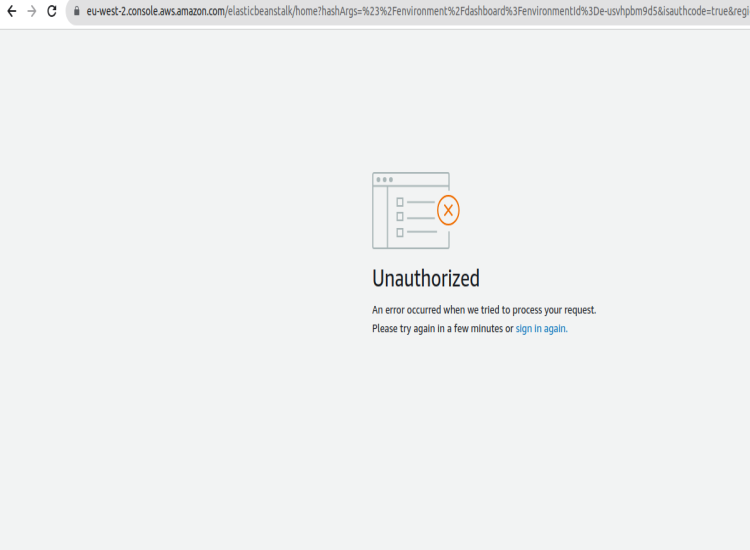 eu-west-2.console.aws.amazon.com/elasticbeanstalk/home?hashArgs=%23%2Fenvironment%2Fdashboard%3FenvironmentId%3De-usvhpbm9d5&isauthcode=true&regi
Unauthorized
An error occurred when we tried to process your request.
Please try again in a few minutes or sign in again.